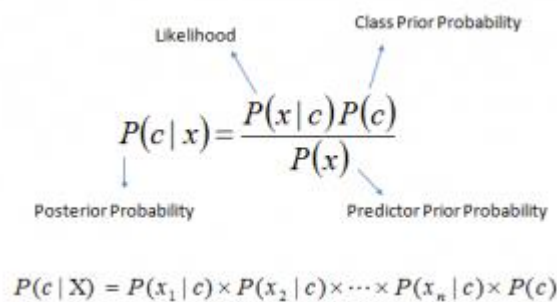 Likelihood
Class Prior Probability
P(c | x) = P(x | c)P(c) / P(x)
Posterior Probability
Predictor Prior Probability
P(c | X) = P(x₁ | c) × P(x₂ | c) × ⋯ × P(xₙ | c) × P(c)